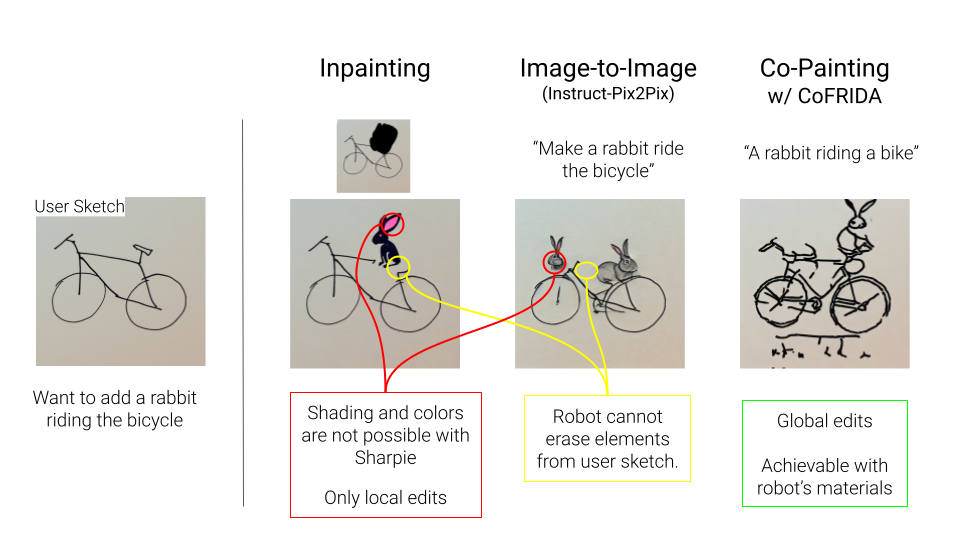 Inpainting
Image-to-Image
(Instruct-Pix2Pix)
Co-Painting
w/ CoFRIDA
“Make a rabbit ride
the bicycle”
“A rabbit riding a bike”
User Sketch
Want to add a rabbit
riding the bicycle
Shading and colors
are not possible with
Sharpie
Only local edits
Robot cannot
erase elements
from user sketch.
Global edits
Achievable with
robot’s materials